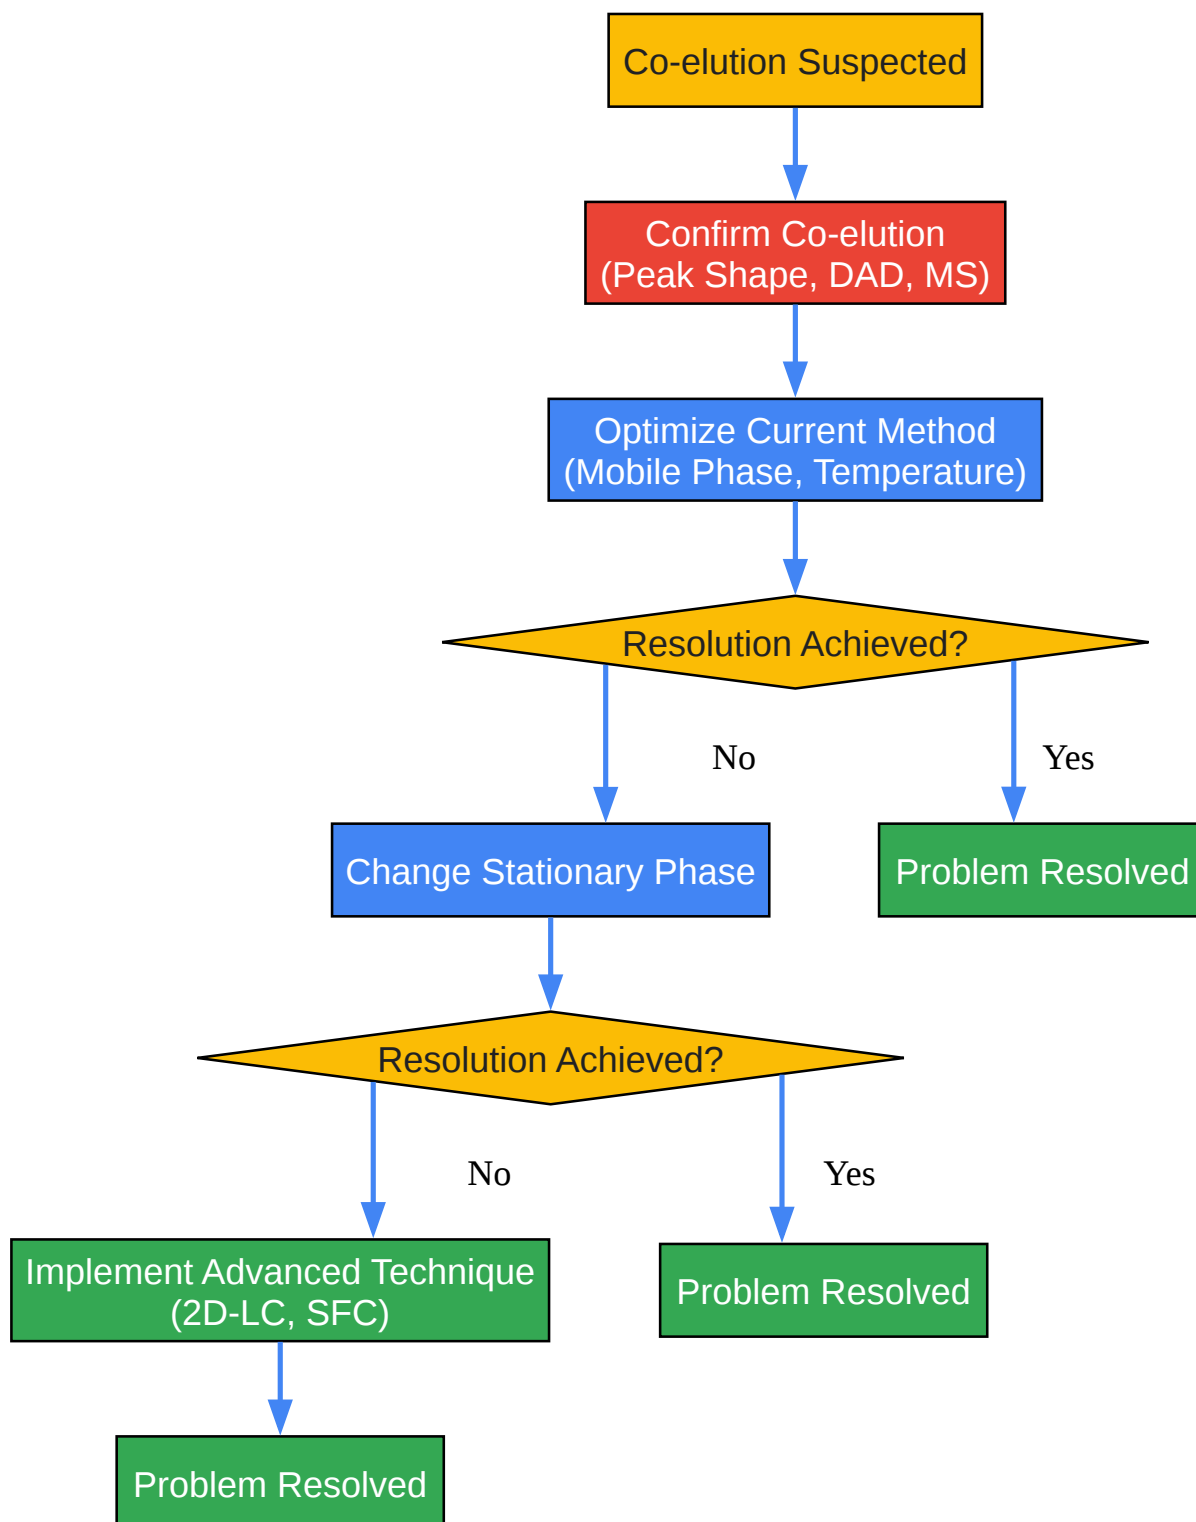 Co-elution Suspected
Confirm Co-elution
(Peak Shape, DAD, MS)
Optimize Current Method
(Mobile Phase, Temperature)
Resolution Achieved?
No
Yes
Change Stationary Phase
Problem Resolved
Resolution Achieved?
No
Yes
Implement Advanced Technique
(2D-LC, SFC)
Problem Resolved
Problem Resolved